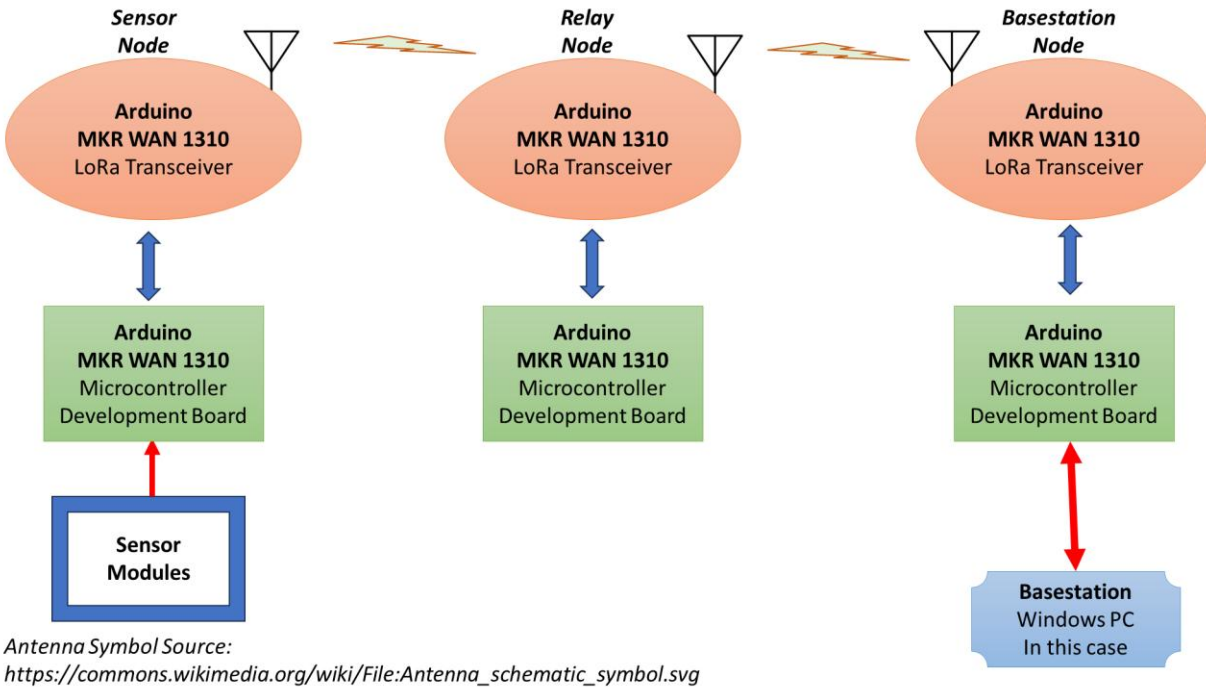 Sensor
Node
Relay
Node
Basestation
Node
Arduino
MKR WAN 1310
LoRa Transceiver
Arduino
MKR WAN 1310
LoRa Transceiver
Arduino
MKR WAN 1310
LoRa Transceiver
Arduino
MKR WAN 1310
Microcontroller
Development Board
Arduino
MKR WAN 1310
Microcontroller
Development Board
Arduino
MKR WAN 1310
Microcontroller
Development Board
Sensor
Modules
Basestation
Windows PC
In this case
Antenna Symbol Source:
https://commons.wikimedia.org/wiki/File:Antenna_schematic_symbol.svg